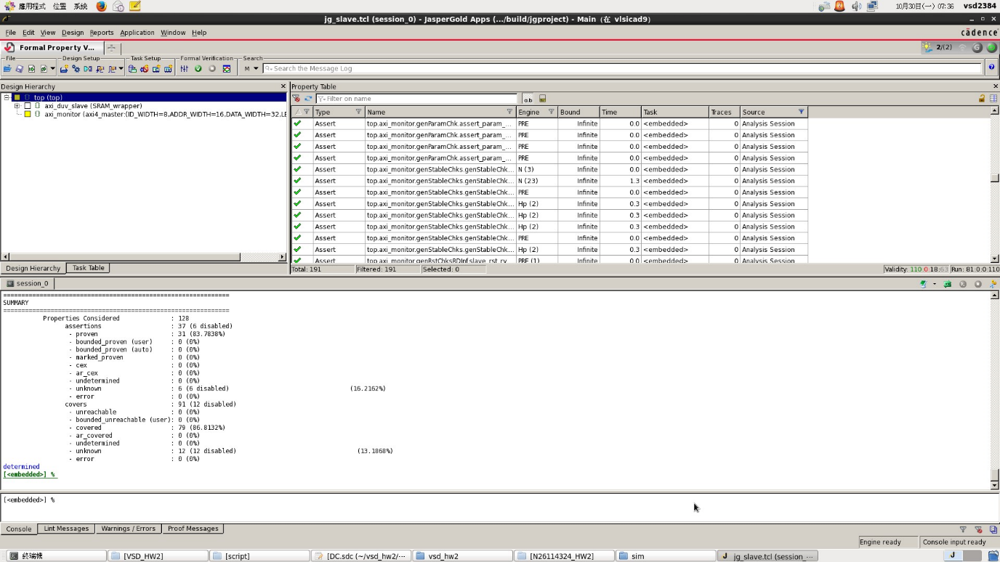 應用程式 位置 系統 10月30日(一) 07:36 vsd2384
jg_slave.tcl (session_0) - JasperGold Apps (.../build/jgproject) - Main (在 vlsicad9)
File Edit View Design Reports Application Window Help cādence
Formal Property V... 2/(2)
File Design Setup Task Setup Formal Verification Search
M Search the Message Log
Design Hierarchy
top (top)
axi_duv_slave (SRAM_wrapper)
axi_monitor (axi4_master:(ID_WIDTH=8,ADDR_WIDTH=16,DATA_WIDTH=32,LE
Design Hierarchy Task Table
Property Table
Filter on name
Type Name Engine Bound Time Task Traces Source
Assert top.axi_monitor.genParamChk.assert_param_... PRE Infinite 0.0 <embedded> 0 Analysis Session
Assert top.axi_monitor.genParamChk.assert_param_... PRE Infinite 0.0 <embedded> 0 Analysis Session
Assert top.axi_monitor.genParamChk.assert_param_... PRE Infinite 0.0 <embedded> 0 Analysis Session
Assert top.axi_monitor.genParamChk.assert_param_... PRE Infinite 0.0 <embedded> 0 Analysis Session
Assert top.axi_monitor.genStableChks.genStableChk... N (3) Infinite 0.0 <embedded> 0 Analysis Session
Assert top.axi_monitor.genStableChks.genStableChk... N (23) Infinite 1.3 <embedded> 0 Analysis Session
Assert top.axi_monitor.genStableChks.genStableChk... PRE Infinite 0.0 <embedded> 0 Analysis Session
Assert top.axi_monitor.genStableChks.genStableChk... Hp (2) Infinite 0.3 <embedded> 0 Analysis Session
Assert top.axi_monitor.genStableChks.genStableChk... Hp (2) Infinite 0.3 <embedded> 0 Analysis Session
Assert top.axi_monitor.genStableChks.genStableChk... Hp (2) Infinite 0.3 <embedded> 0 Analysis Session
Assert top.axi_monitor.genStableChks.genStableChk... PRE Infinite 0.0 <embedded> 0 Analysis Session
Assert top.axi_monitor.genStableChks.genStableChk... Hp (2) Infinite 0.3 <embedded> 0 Analysis Session
Assert top.axi_monitor.genRstChksRDInf.slave_rst_rv... PRE (1) Infinite 0.0 <embedded> 0 Analysis Session
Total: 191 Filtered: 191 Selected: 0 Validity: 110:0:18:63 Run: 81:0:0:110
session_0
==============================================================
SUMMARY
==============================================================
Properties Considered : 128
assertions : 37 (6 disabled)
- proven : 31 (83.7838%)
- bounded_proven (user) : 0 (0%)
- bounded_proven (auto) : 0 (0%)
- marked_proven : 0 (0%)
- cex : 0 (0%)
- ar_cex : 0 (0%)
- undetermined : 0 (0%)
- unknown : 6 (6 disabled) (16.2162%)
- error : 0 (0%)
covers : 91 (12 disabled)
- unreachable : 0 (0%)
- bounded_unreachable (user): 0 (0%)
- covered : 79 (86.8132%)
- ar_covered : 0 (0%)
- undetermined : 0 (0%)
- unknown : 12 (12 disabled) (13.1868%)
- error : 0 (0%)
determined
[<embedded>] %
[<embedded>] %
Console Lint Messages Warnings / Errors Proof Messages
Engine ready Console input ready
終端機 [VSD_HW2] [script] [DC.sdc (~/vsd_hw2/... vsd_hw2 [N26114324_HW2] sim jg_slave.tcl (session_...